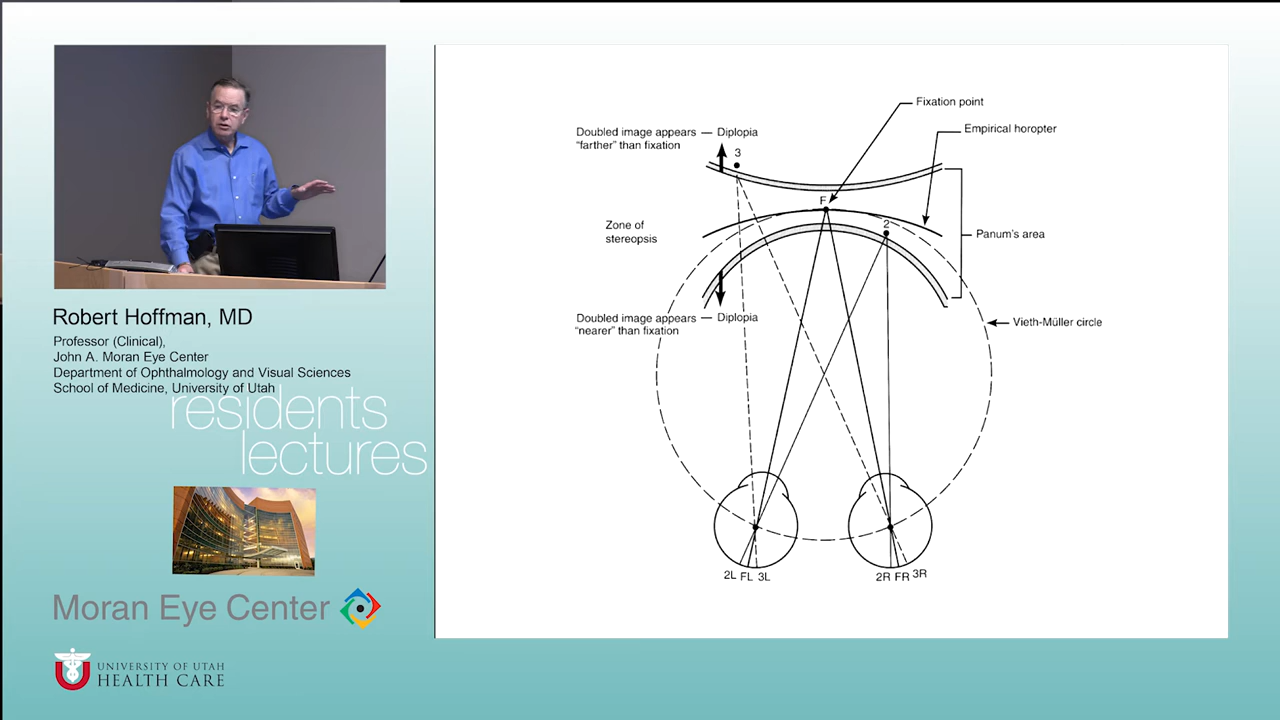 Robert Hoffman, MD
Professor (Clinical),
John A. Moran Eye Center
Department of Ophthalmology and Visual Sciences
School of Medicine, University of Utah
residents
lectures
Moran Eye Center
UNIVERSITY OF UTAH
HEALTH CARE
Fixation point
Empirical horopter
Doubled image appears — Diplopia
“farther” than fixation
3
F
2
Zone of
stereopsis
Panum's area
Doubled image appears — Diplopia
“nearer” than fixation
Vieth-Müller circle
2L FL 3L
2R FR 3R